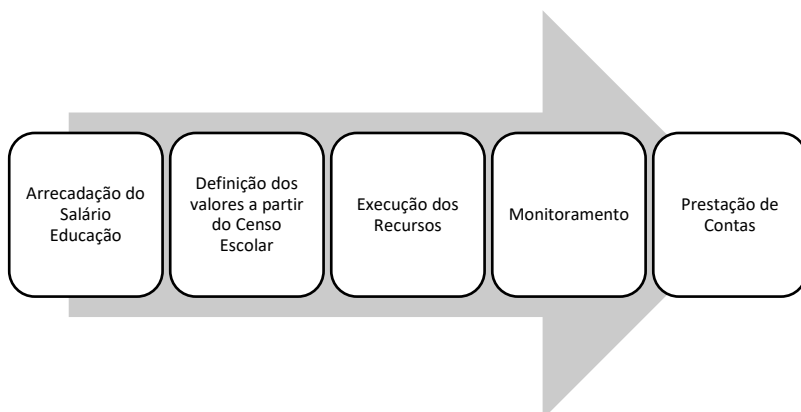 Arrecadação do
Salário
Educação
Definição dos
valores a partir
do Censo
Escolar
Execução dos
Recursos
Monitoramento
Prestação de
Contas